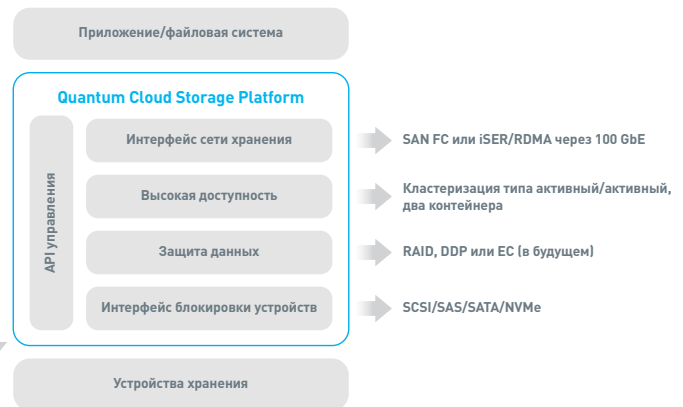 Приложение/файловая система
Quantum Cloud Storage Platform
API управления
Интерфейс сети хранения
SAN FC или iSER/RDMA через 100 GbE
Высокая доступность
Кластеризация типа активный/активный,
два контейнера
Защита данных
RAID, DDP или EC (в будущем)
Интерфейс блокировки устройств
SCSI/SAS/SATA/NVMe
Устройства хранения